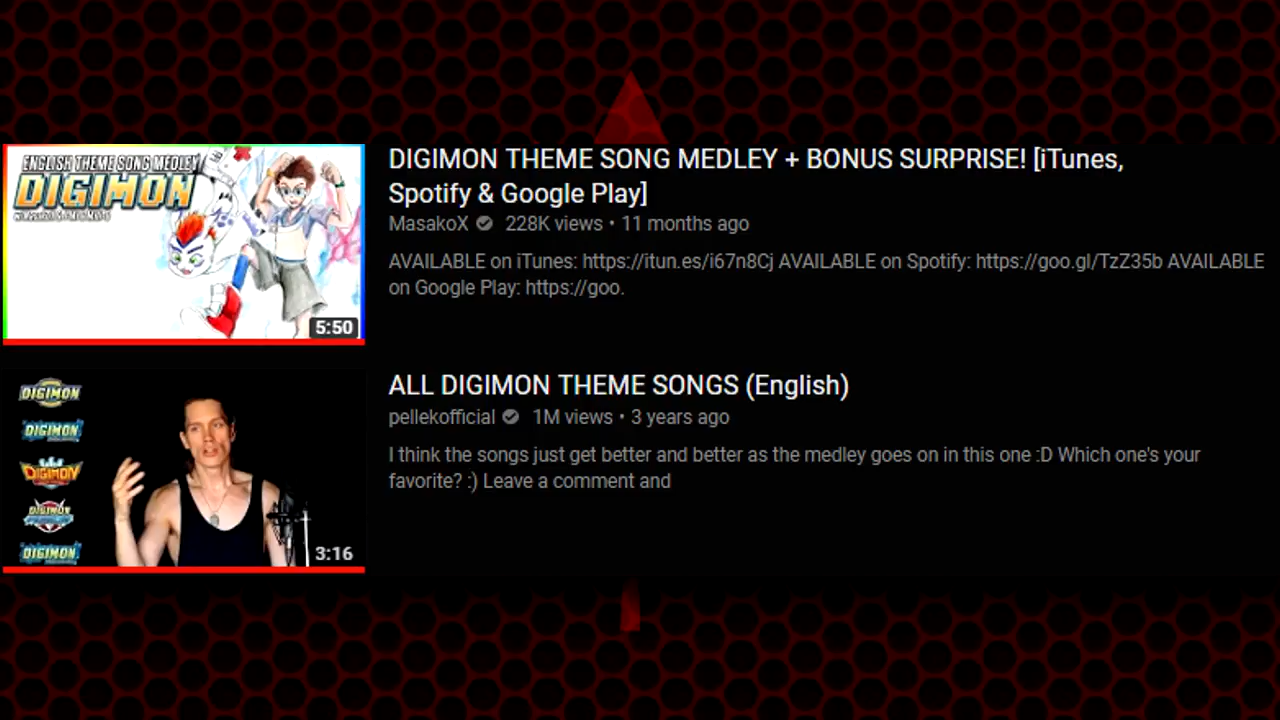 ENGLISH THEME SONG MEDLEY
DIGIMON
5:50
DIGIMON THEME SONG MEDLEY + BONUS SURPRISE! [iTunes,
Spotify & Google Play]
MasakoX 228K views • 11 months ago
AVAILABLE on iTunes: https://itun.es/i67n8Cj AVAILABLE on Spotify: https://goo.gl/TzZ35b AVAILABLE
on Google Play: https://goo.
DIGIMON
DIGIMON
DIGIMON
DIGIMON
DIGIMON
3:16
ALL DIGIMON THEME SONGS (English)
pellekofficial 1M views • 3 years ago
I think the songs just get better and better as the medley goes on in this one :D Which one's your
favorite? :) Leave a comment and